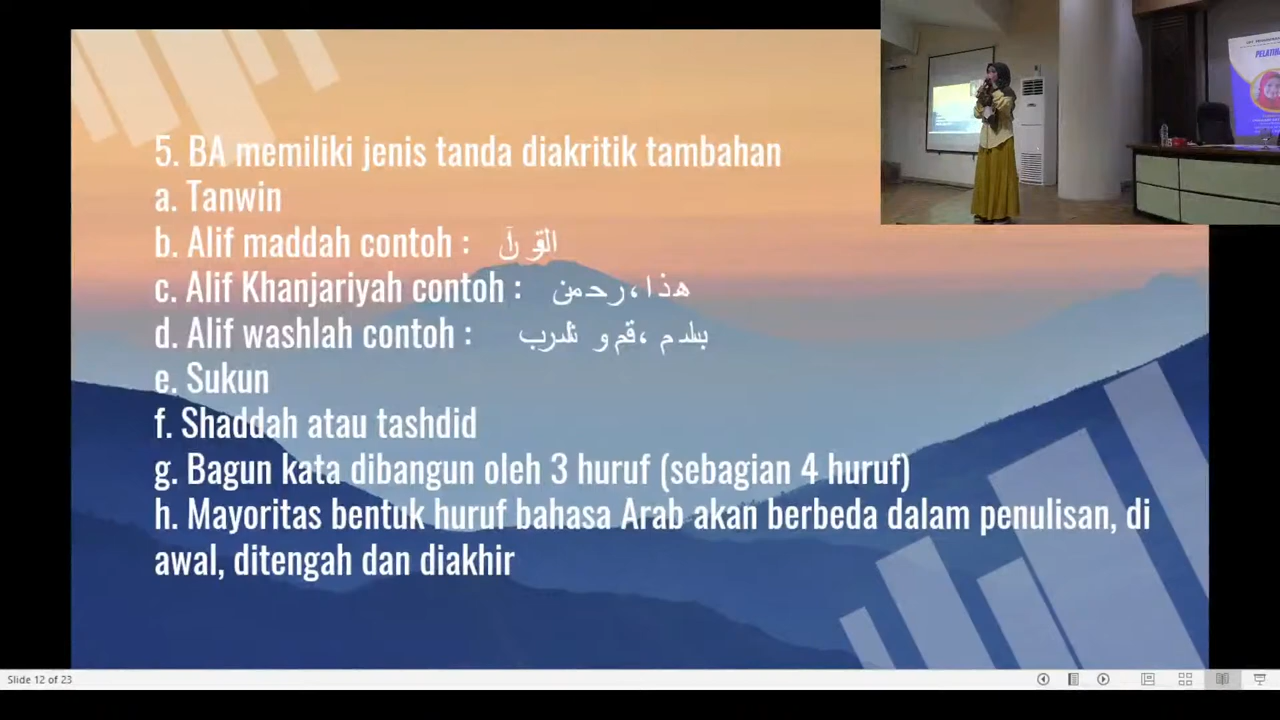 5. BA memiliki jenis tanda diakritik tambahan
a. Tanwin
b. Alif maddah contoh : القرآن
c. Alif Khanjariyah contoh : هذا، رحمن
d. Alif washlah contoh :
e. Sukun
f. Shaddah atau tashdid
g. Bagun kata dibangun oleh 3 huruf (sebagian 4 huruf)
h. Mayoritas bentuk huruf bahasa Arab akan berbeda dalam penulisan, di
awal, ditengah dan diakhir
Slide 12 of 23